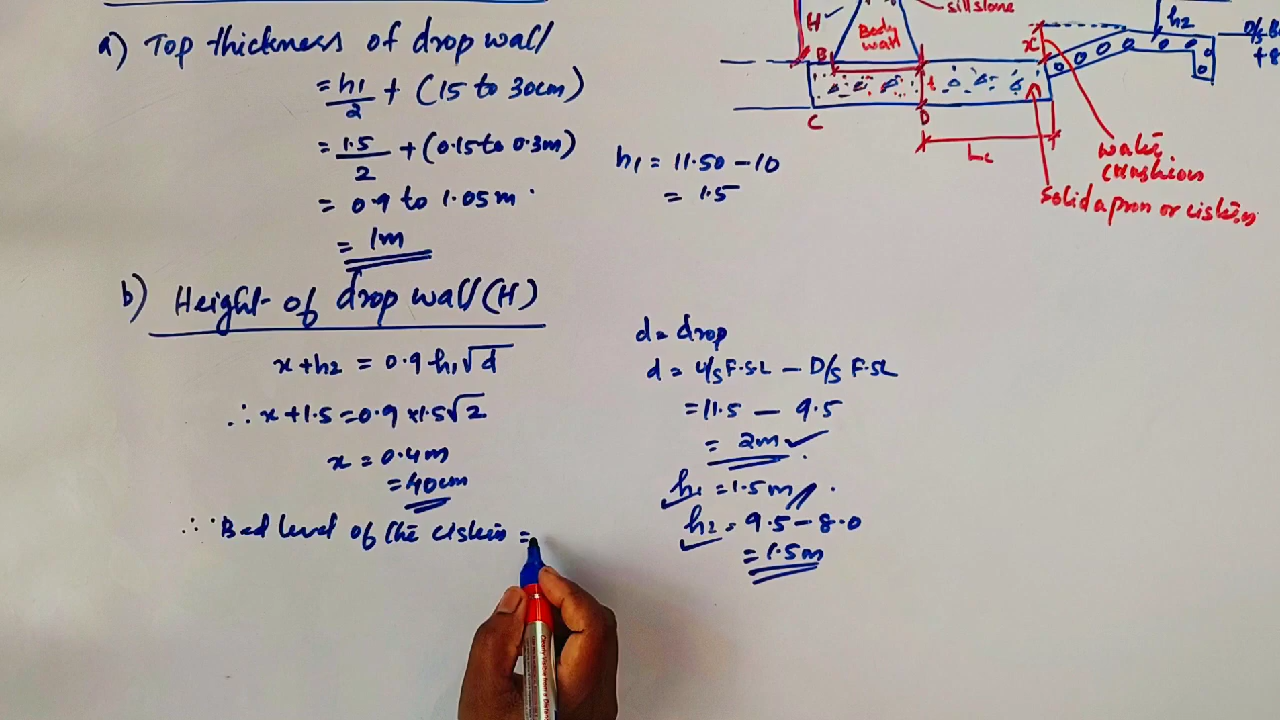 a) Top thickness of drop wall
= h1/2 + (15 to 30cm)
= 1.5/2 + (0.15 to 0.3m)
= 0.9 to 1.05m
= 1m
h1 = 11.50 - 10
= 1.5
b) Height of drop wall (H)
x+h2 = 0.9 h1√d
∴ x+1.5 = 0.9 x1.5√2
x = 0.4m
= 40cm
∴ Bed level of the cistern =
d = drop
d = U/S F.S.L - D/S F.S.L
= 11.5 - 9.5
= 2m ✓
h1 = 1.5m
h2 = 9.5 - 8.0
= 1.5m
H
sill stone
Body wall
B
C
D
t
Lc
x
h2
water cushion
solid apron or cistern